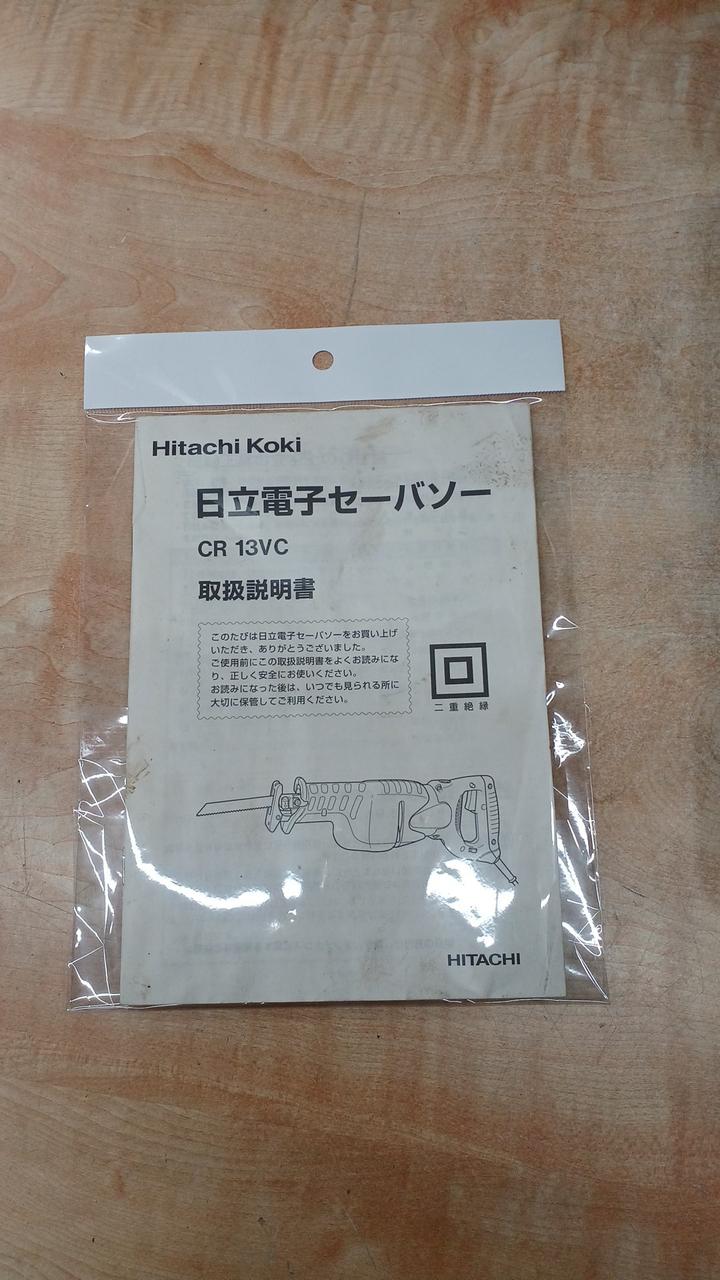 Hitachi Koki
日立電子セーバソー
CR 13VC
取扱説明書
このたびは日立電子セーバソーをお買い上げ
いただき、ありがとうございました。
ご使用前にこの取扱説明書をよくお読みにな
り、正しく安全にお使いください。
お読みになった後は、いつでも見られる所に
大切に保管してご利用ください。
二重絶縁
HITACHI